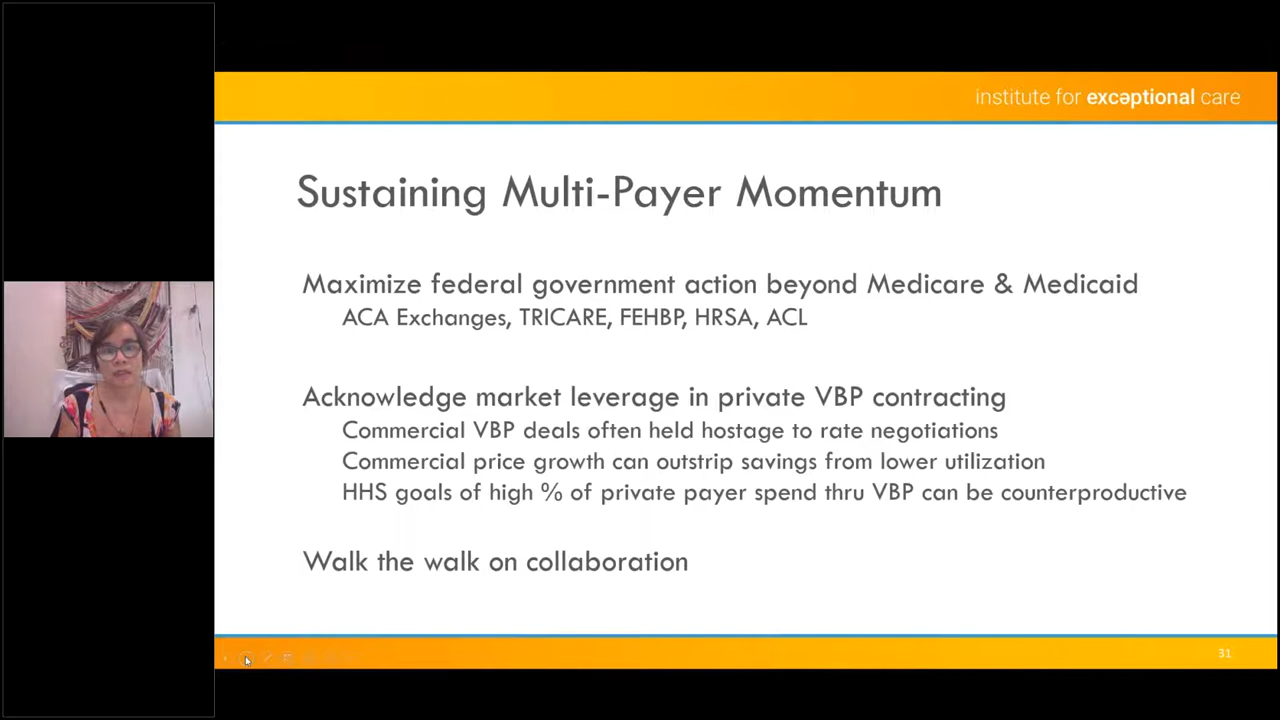 institute for excəptional care
Sustaining Multi-Payer Momentum
Maximize federal government action beyond Medicare & Medicaid
ACA Exchanges, TRICARE, FEHBP, HRSA, ACL
Acknowledge market leverage in private VBP contracting
Commercial VBP deals often held hostage to rate negotiations
Commercial price growth can outstrip savings from lower utilization
HHS goals of high % of private payer spend thru VBP can be counterproductive
Walk the walk on collaboration
31